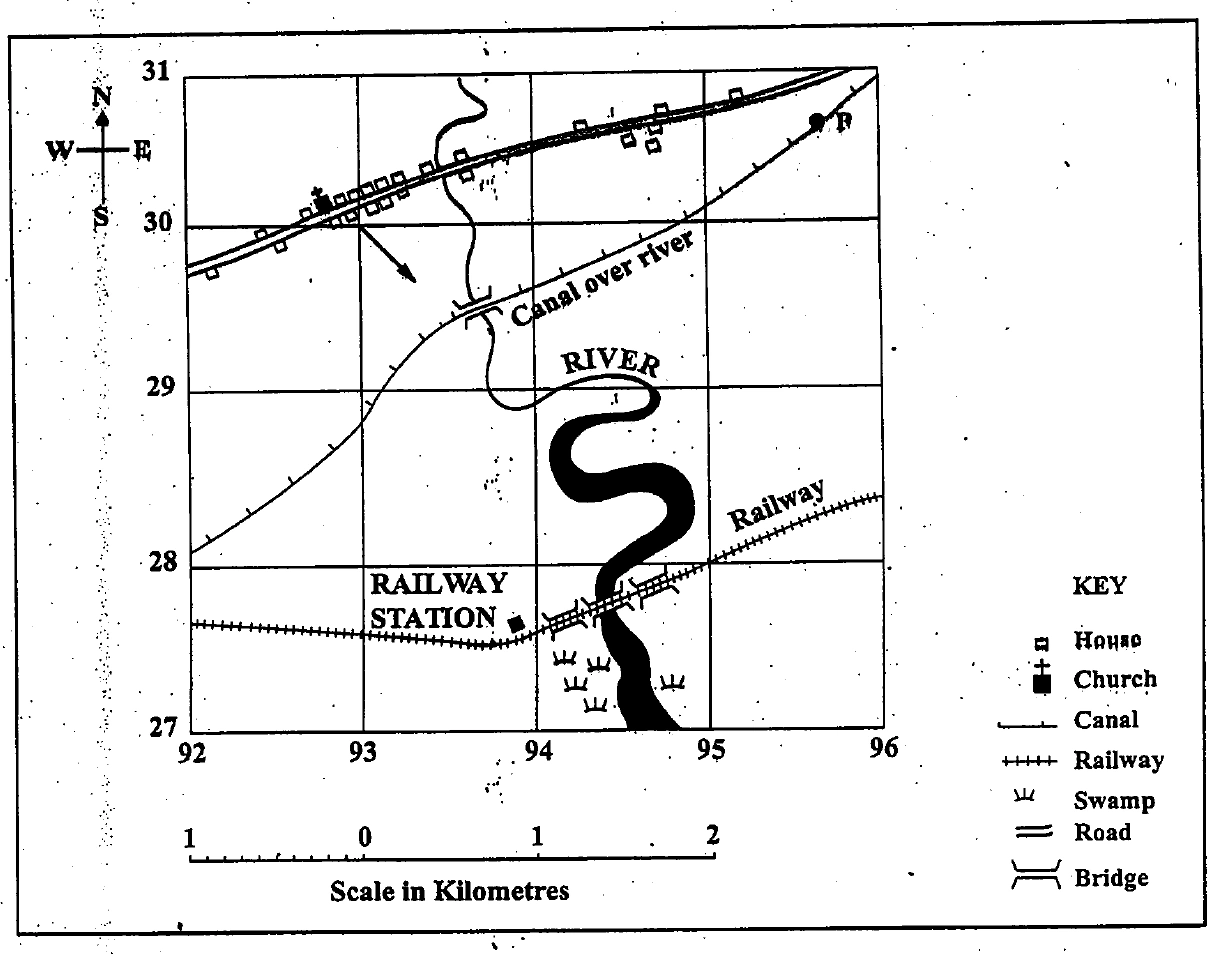 31
N
W E
S
P
30
Canal over river
RIVER
29
Railway
28
RAILWAY
STATION
27
92 93 94 95 96
KEY
House
Church
Canal
Railway
Swamp
Road
Bridge
1 0 1 2
Scale in Kilometres